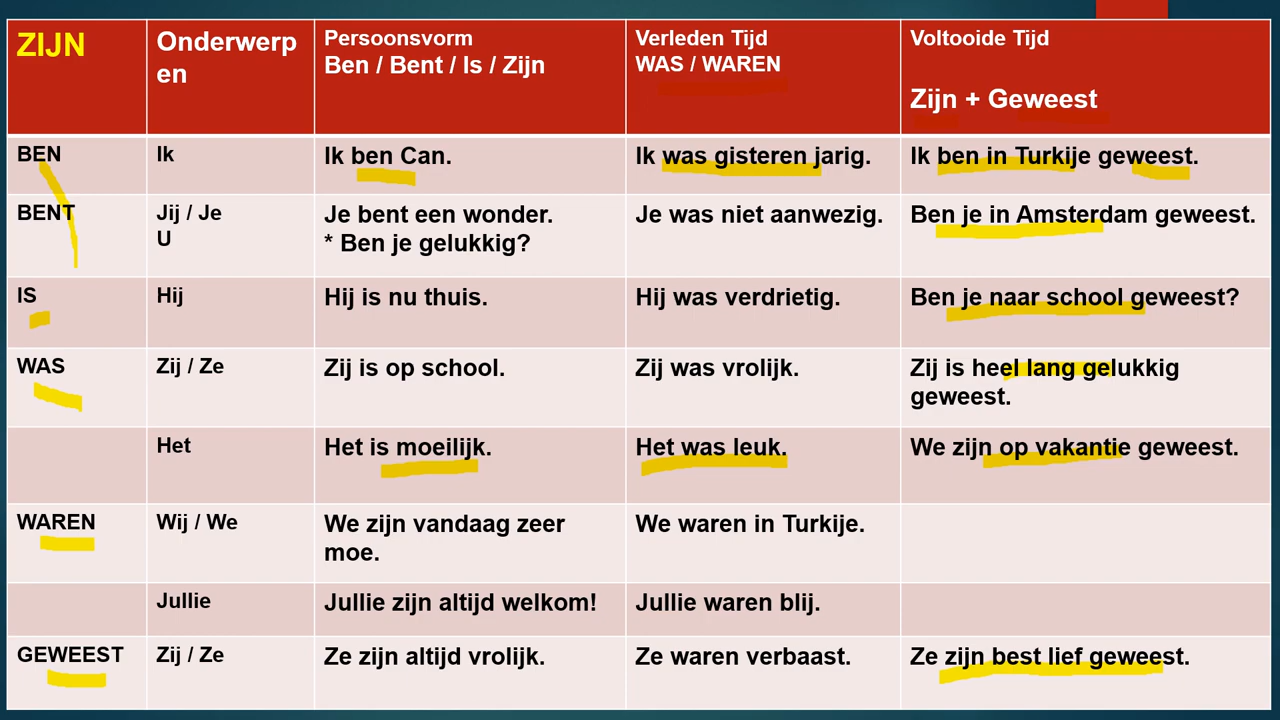 ZIJN
Onderwerp
en
Persoonsvorm
Ben / Bent / Is / Zijn
Verleden Tijd
WAS / WAREN
Voltooide Tijd
Zijn + Geweest
BEN
Ik
Ik ben Can.
Ik was gisteren jarig.
Ik ben in Turkije geweest.
BENT
Jij / Je
U
Je bent een wonder.
* Ben je gelukkig?
Je was niet aanwezig.
Ben je in Amsterdam geweest.
IS
Hij
Hij is nu thuis.
Hij was verdrietig.
Ben je naar school geweest?
WAS
Zij / Ze
Zij is op school.
Zij was vrolijk.
Zij is heel lang gelukkig
geweest.
Het
Het is moeilijk.
Het was leuk.
We zijn op vakantie geweest.
WAREN
Wij / We
We zijn vandaag zeer
moe.
We waren in Turkije.
Jullie
Jullie zijn altijd welkom!
Jullie waren blij.
GEWEEST
Zij / Ze
Ze zijn altijd vrolijk.
Ze waren verbaast.
Ze zijn best lief geweest.